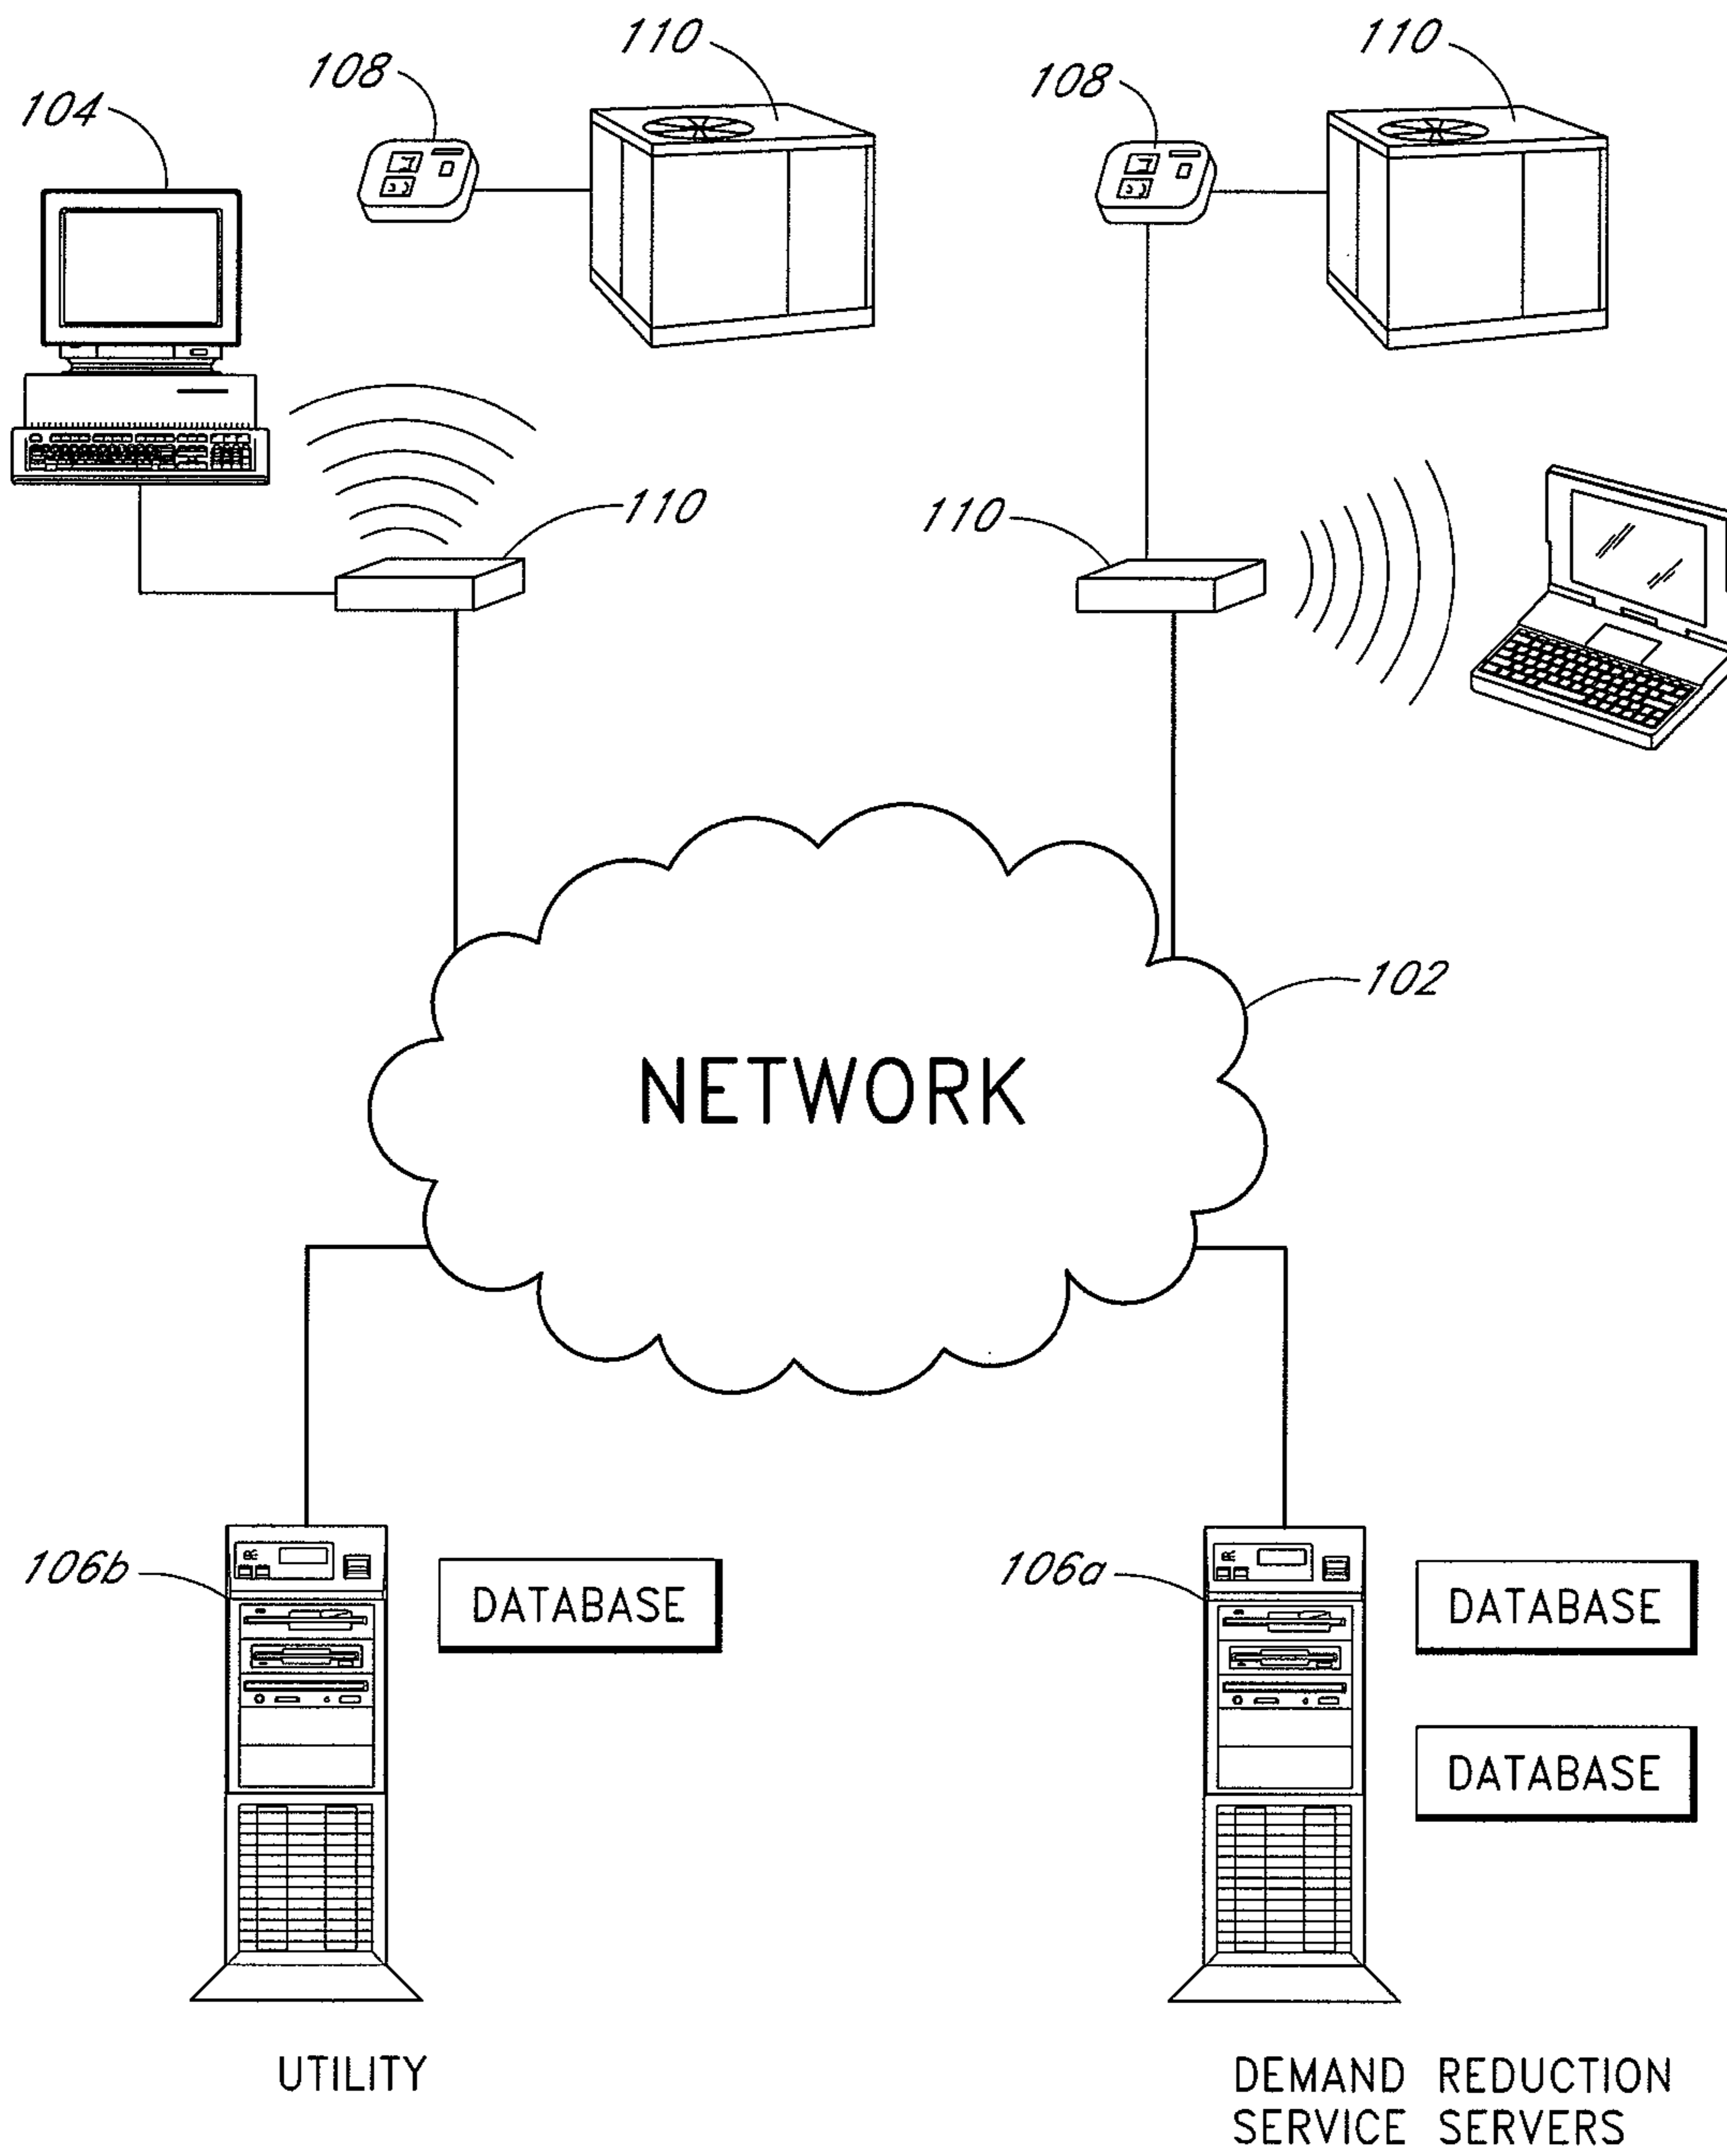 110
110
108
108
104
110
110
102
NETWORK
106b
DATABASE
106a
DATABASE
DATABASE
UTILITY
DEMAND REDUCTION
SERVICE SERVERS